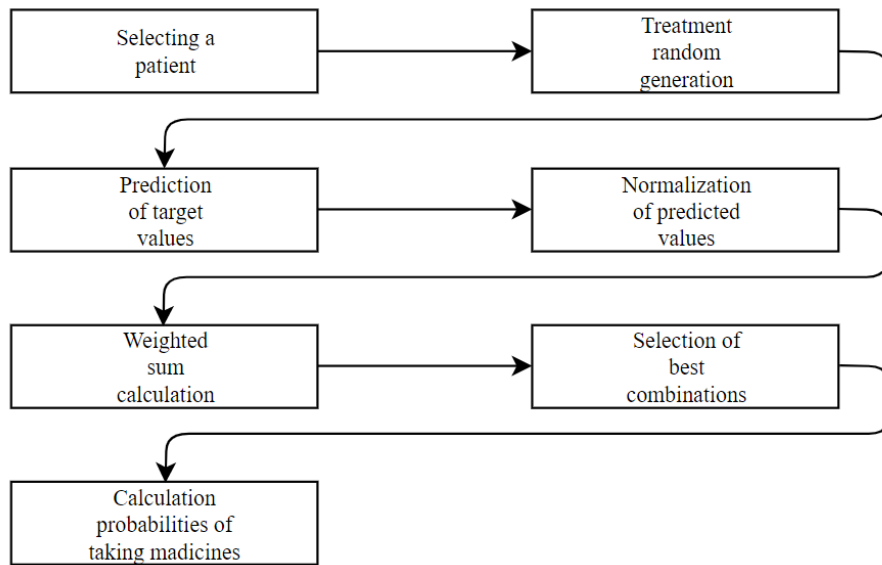 Selecting a
patient
Treatment
random
generation
Prediction
of target
values
Normalization
of predicted
values
Weighted
sum
calculation
Selection of
best
combinations
Calculation
probabilities of
taking madicines